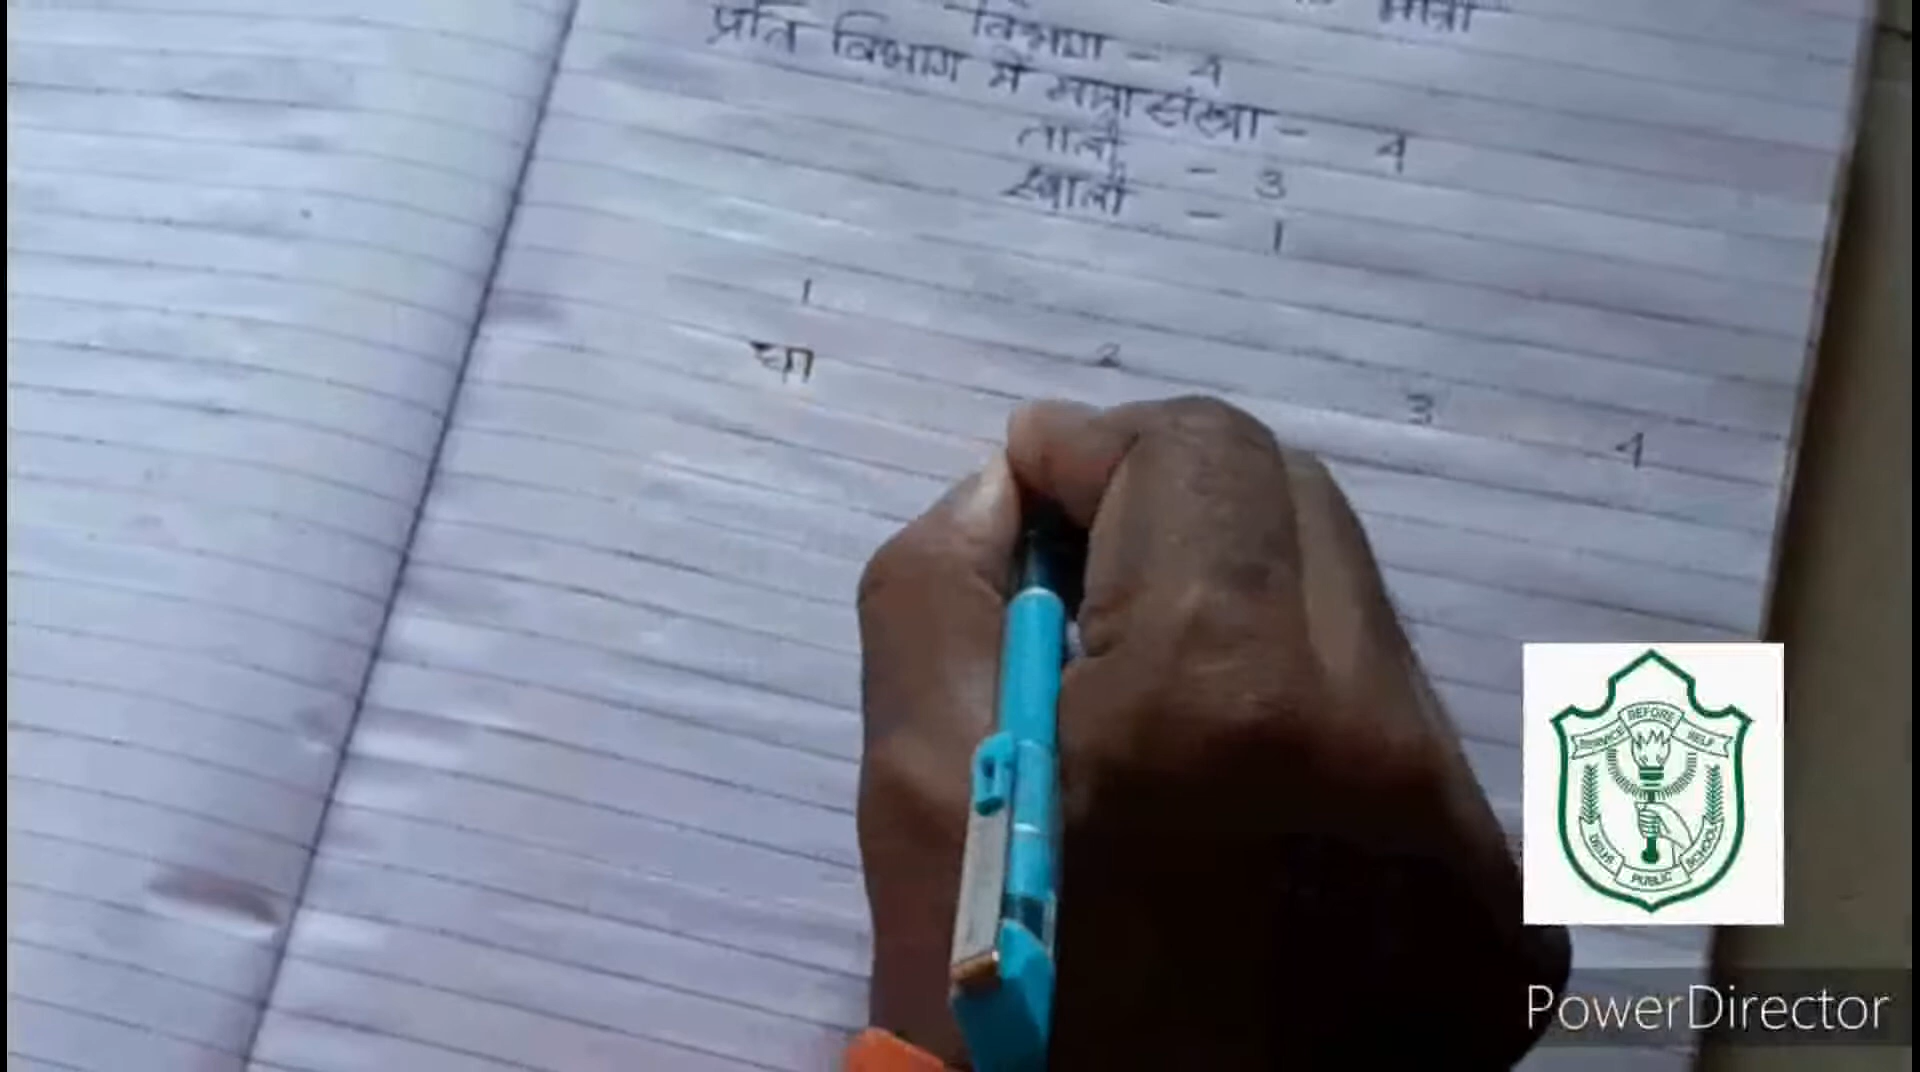 मात्रा
विभाग - 4
प्रति विभाग में मात्रा संख्या - 4
ताली - 3
खाली - 1
1 2 3 4
धा
SERVICE BEFORE SELF
DELHI PUBLIC SCHOOL
PowerDirector